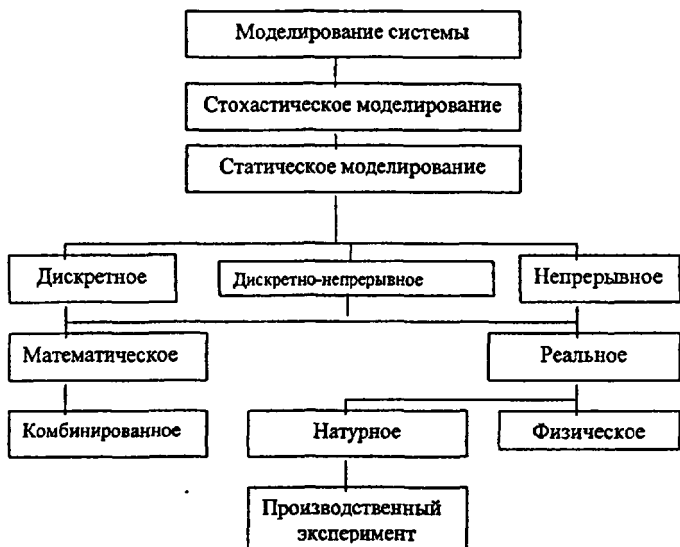 Моделирование системы
Стохастическое моделирование
Статическое моделирование
Дискретное
Дискретно-непрерывное
Непрерывное
Математическое
Реальное
Комбинированное
Натурное
Физическое
Производственный
эксперимент